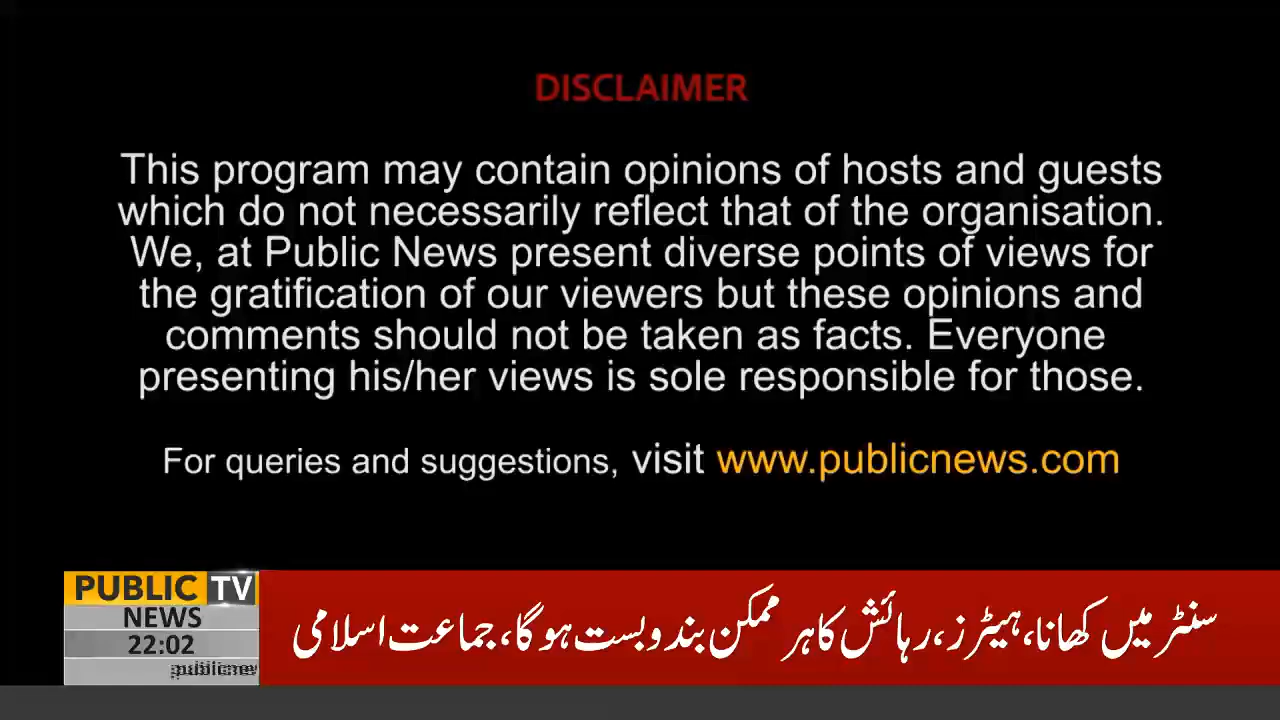 DISCLAIMER
This program may contain opinions of hosts and guests
which do not necessarily reflect that of the organisation.
We, at Public News present diverse points of views for
the gratification of our viewers but these opinions and
comments should not be taken as facts. Everyone
presenting his/her views is sole responsible for those.
For queries and suggestions, visit www.publicnews.com
PUBLIC TV
NEWS
22:02
سنٹر میں کھانا، ہیٹرز، رہائش کا ہر ممکن بندوبست ہو گا، جماعت اسلامی